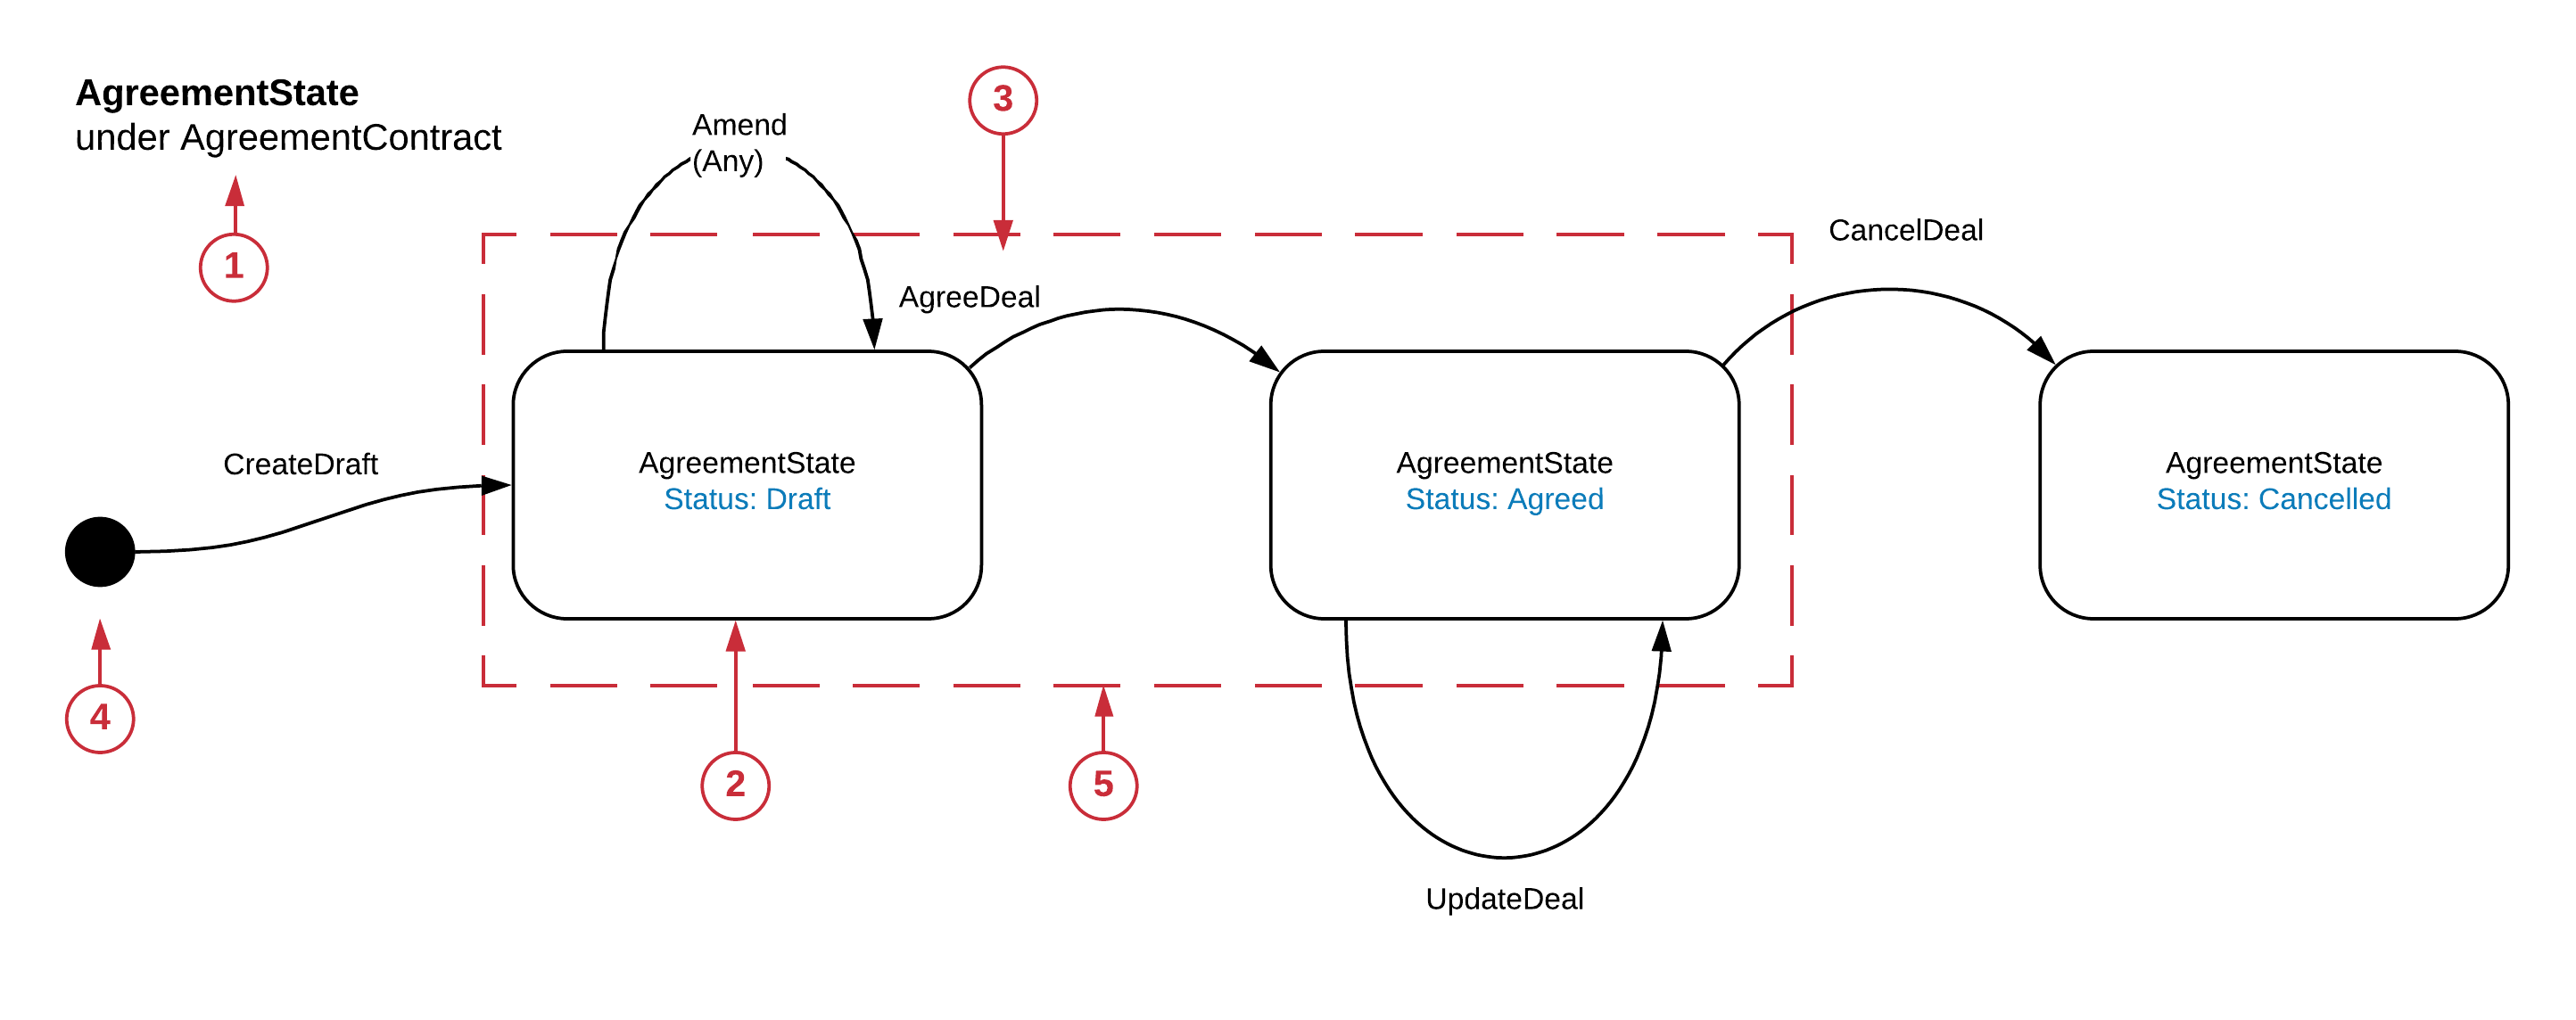 AgreementState
under AgreementContract
1
3
Amend
(Any)
CancelDeal
AgreeDeal
CreateDraft
AgreementState
Status: Draft
AgreementState
Status: Agreed
AgreementState
Status: Cancelled
4
2
5
UpdateDeal